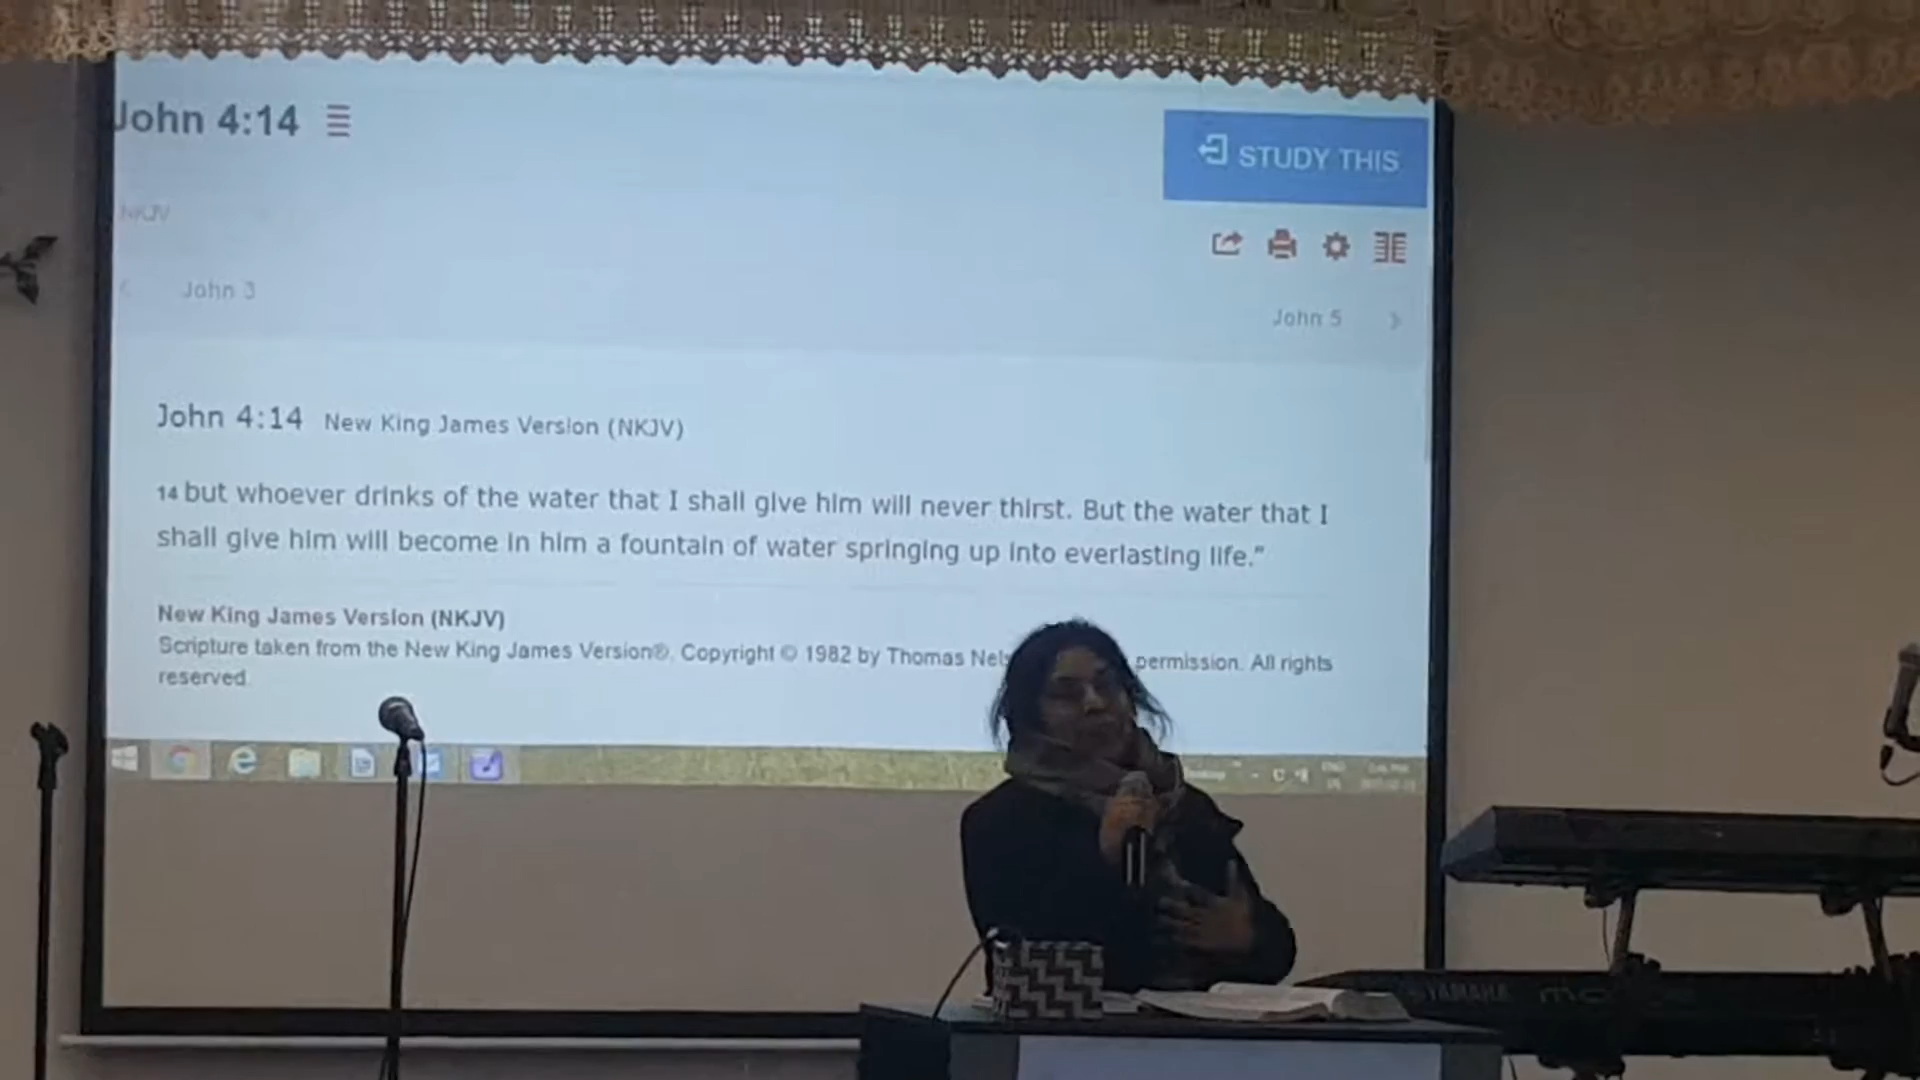 John 4:14
STUDY THIS
NKJV
John 3
John 5
John 4:14 New King James Version (NKJV)
14 but whoever drinks of the water that I shall give him will never thirst. But the water that I
shall give him will become in him a fountain of water springing up into everlasting life.”
New King James Version (NKJV)
Scripture taken from the New King James Version®. Copyright © 1982 by Thomas permission. All rights
reserved.
YAMAHA